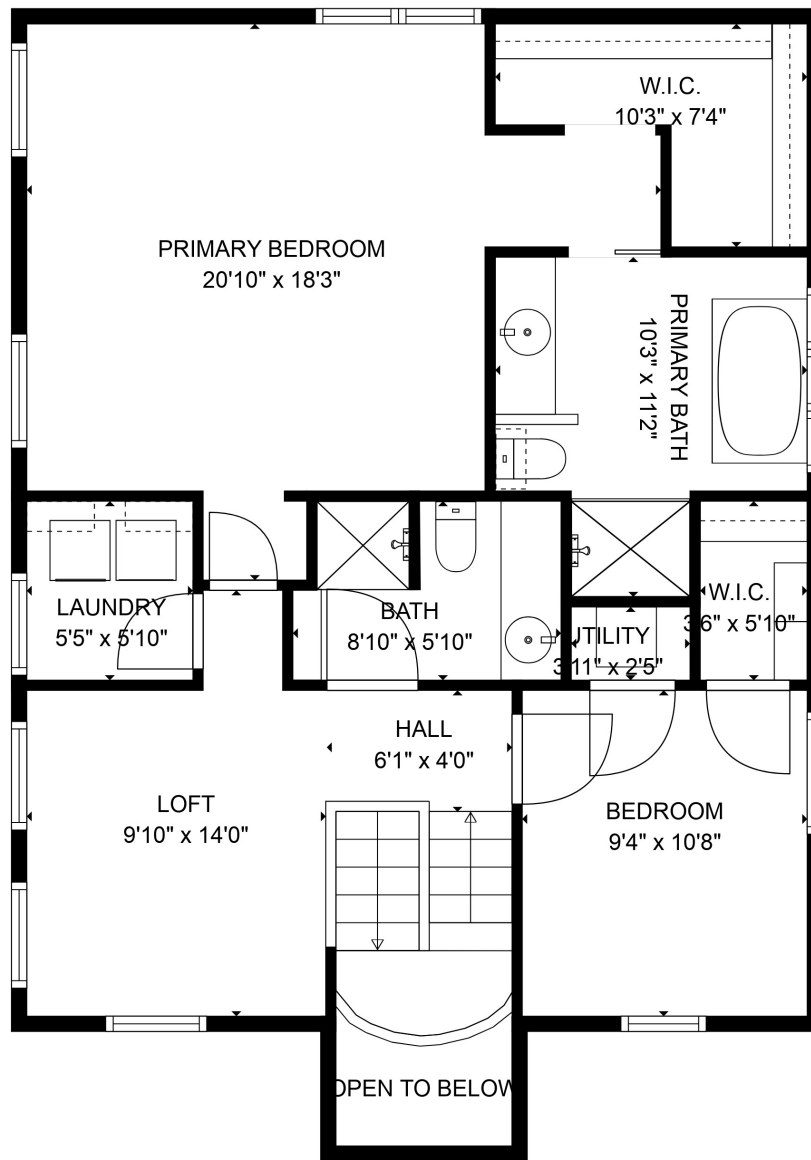 W.I.C.
10'3" x 7'4"
PRIMARY BEDROOM
20'10" x 18'3"
PRIMARY BATH
10'3" x 11'2"
LAUNDRY
5'5" x 5'10"
BATH
8'10" x 5'10"
UTILITY
3'11" x 2'5"
W.I.C.
3'6" x 5'10"
HALL
6'1" x 4'0"
LOFT
9'10" x 14'0"
BEDROOM
9'4" x 10'8"
OPEN TO BELOW